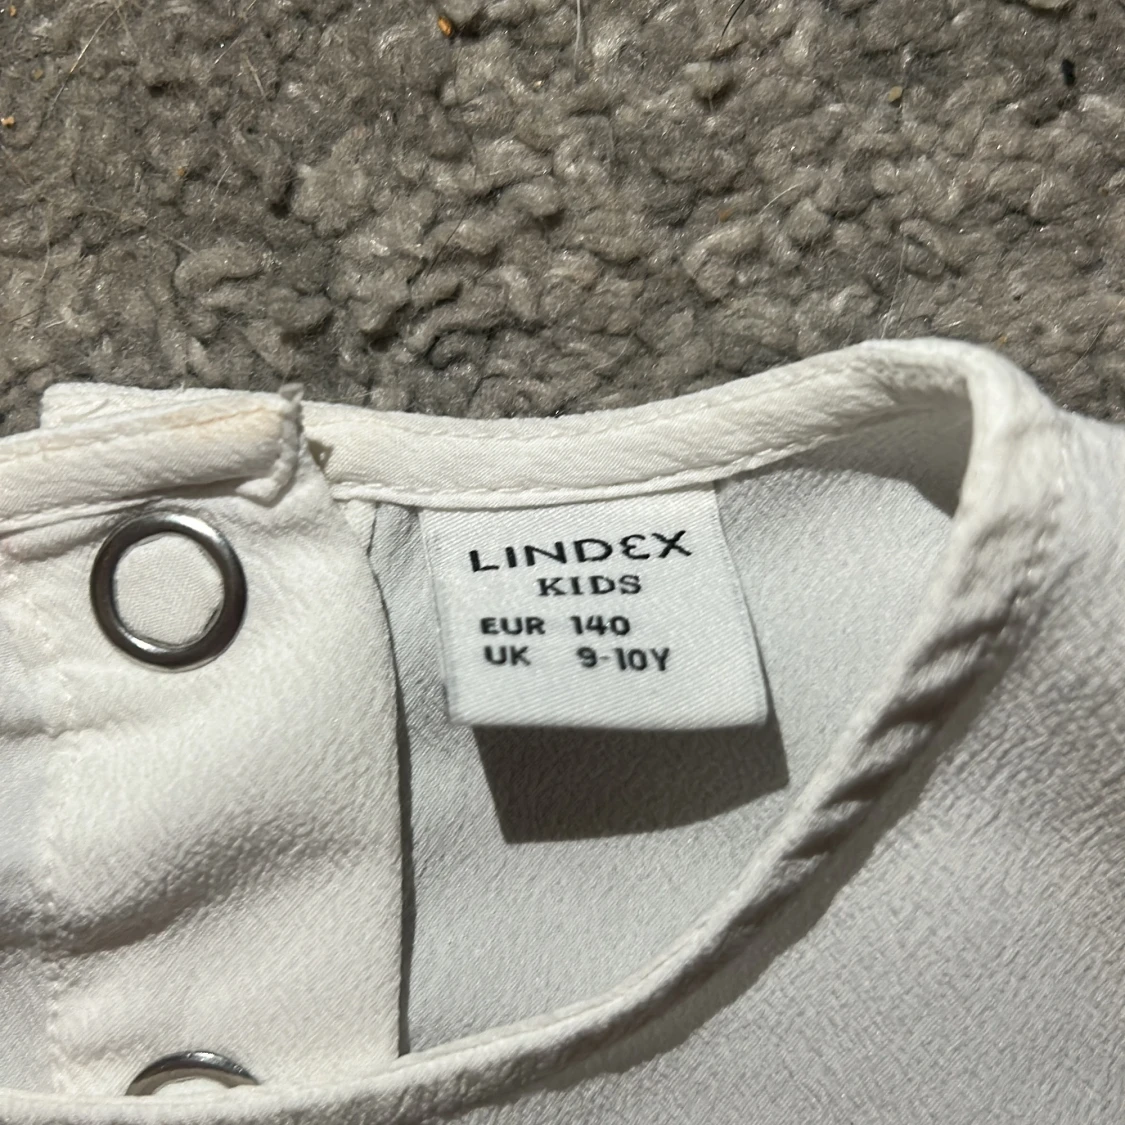 LINDEX
KIDS
EUR 140
UK 9-10Y